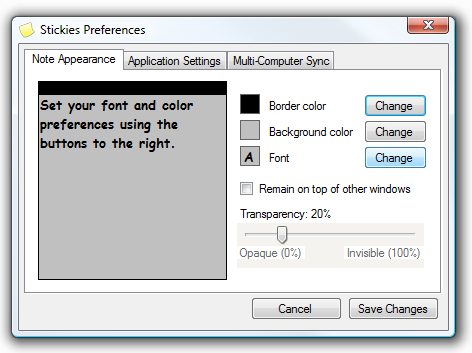 Stickies Preferences
Note Appearance
Application Settings
Multi-Computer Sync
Set your font and color
preferences using the
buttons to the right.
Border color
Change
Background color
Change
A
Font
Change
Remain on top of other windows
Transparency: 20%
Opaque (0%)
Invisible (100%)
Cancel
Save Changes